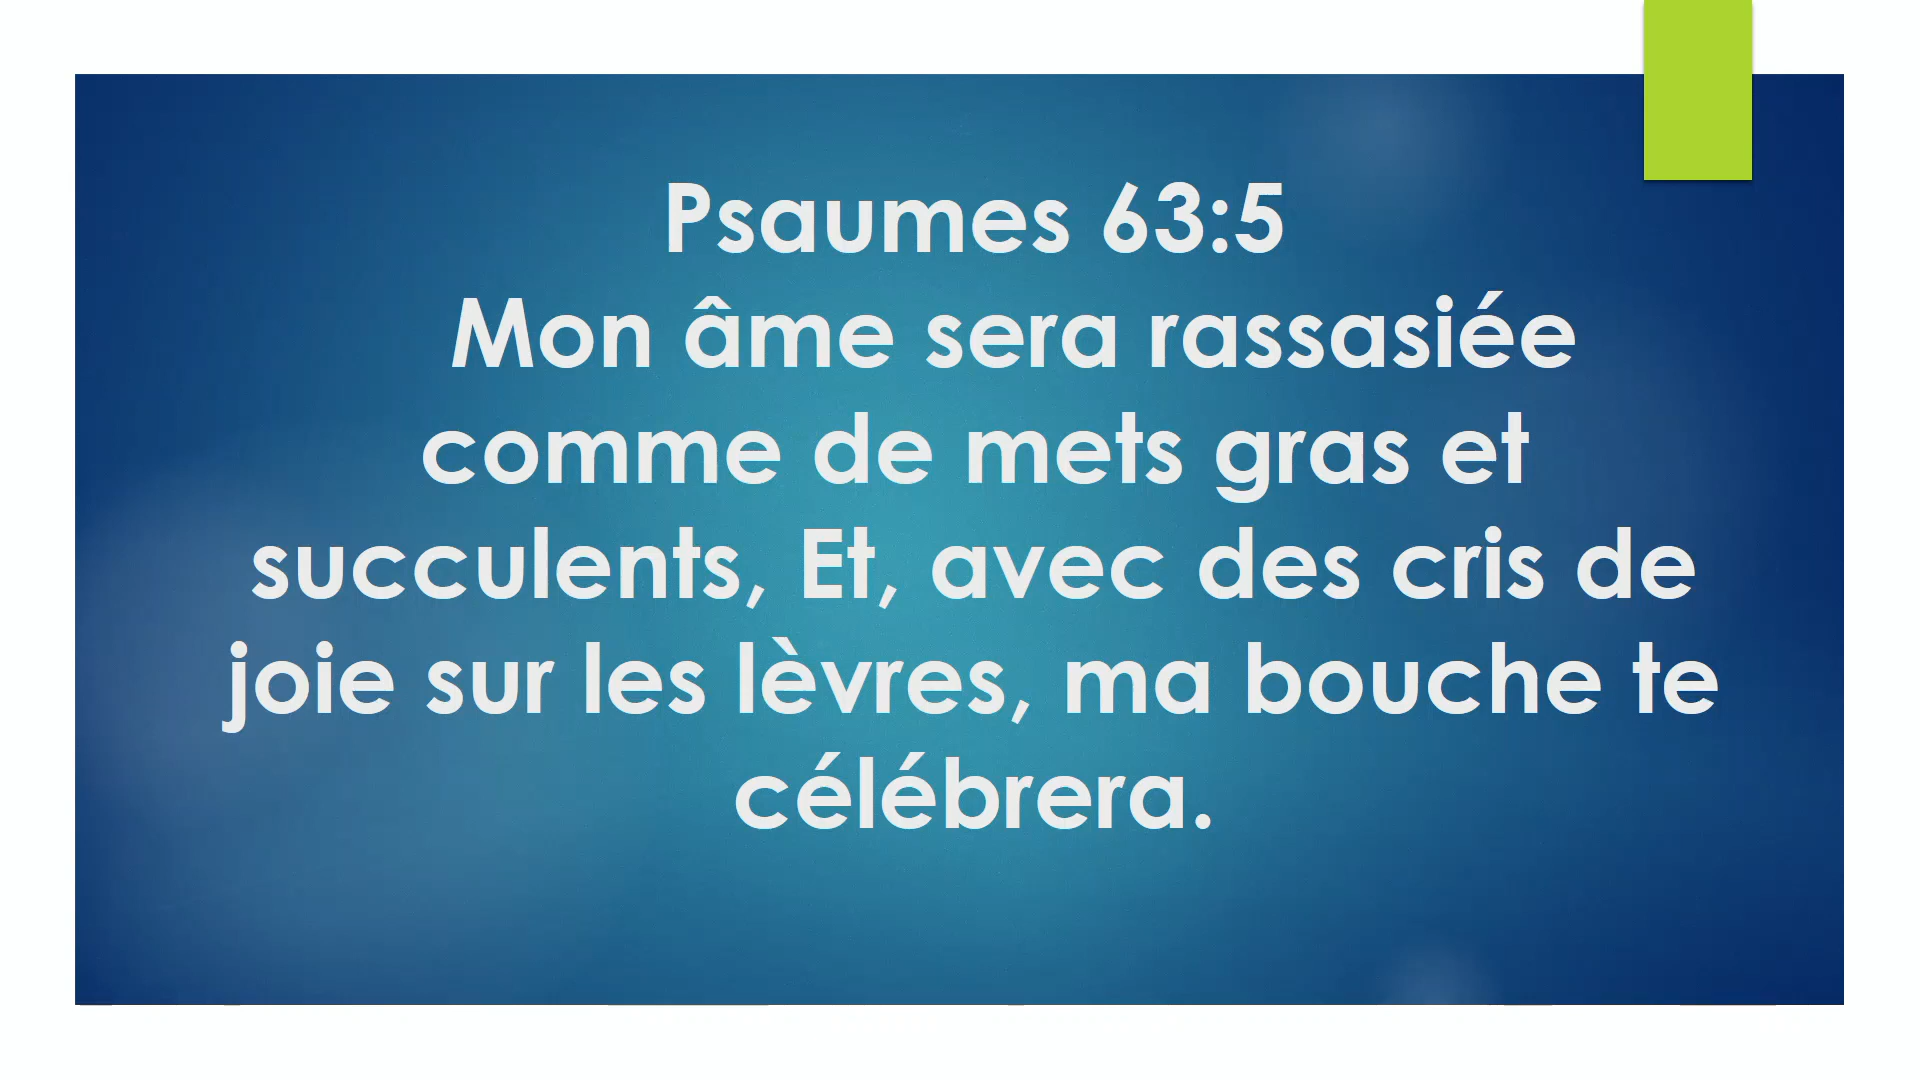 Psaumes 63:5
Mon âme sera rassasiée
comme de mets gras et
succulents, Et, avec des cris de
joie sur les lèvres, ma bouche te
célébrera.